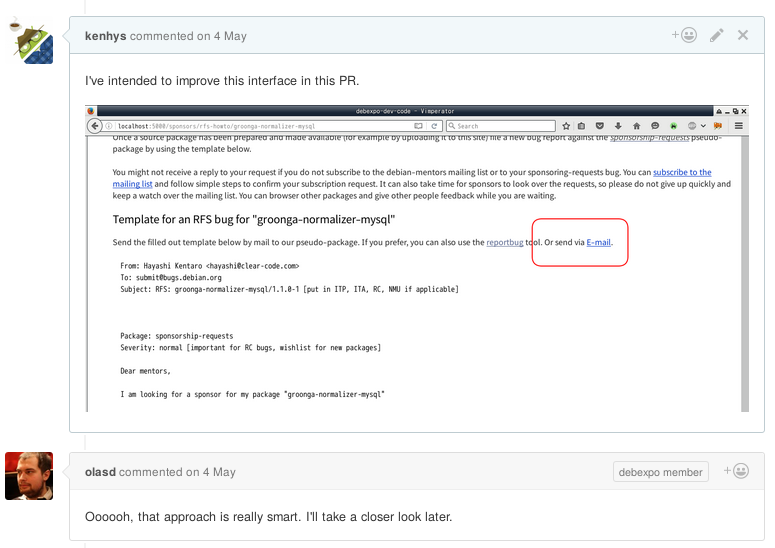 kenhys commented on 4 May
I've intended to improve this interface in this PR.
debexpo-dev-code - Vimperator
localhost:5000/sponsors/rfs-howto/groonga-normalizer-mysql
Search
Once a source package has been prepared and made available (for example by uploading it to this site) file a new bug report against the sponsorship-requests pseudo-
package by using the template below.
You might not receive a reply to your request if you do not subscribe to the debian-mentors mailing list or to your sponsoring-requests bug. You can subscribe to the
mailing list and follow simple steps to confirm your subscription request. It can also take time for sponsors to look over the requests, so please do not give up quickly and
keep a watch over the mailing list. You can browser other packages and give other people feedback while you are waiting.
Template for an RFS bug for "groonga-normalizer-mysql"
Send the filled out template below by mail to our pseudo-package. If you prefer, you can also use the reportbug tool. Or send via E-mail.
From: Hayashi Kentaro <hayashi@clear-code.com>
To: submit@bugs.debian.org
Subject: RFS: groonga-normalizer-mysql/1.1.0-1 [put in ITP, ITA, RC, NMU if applicable]
Package: sponsorship-requests
Severity: normal [important for RC bugs, wishlist for new packages]
Dear mentors,
I am looking for a sponsor for my package "groonga-normalizer-mysql"
olasd commented on 4 May
debexpo member
Oooooh, that approach is really smart. I'll take a closer look later.